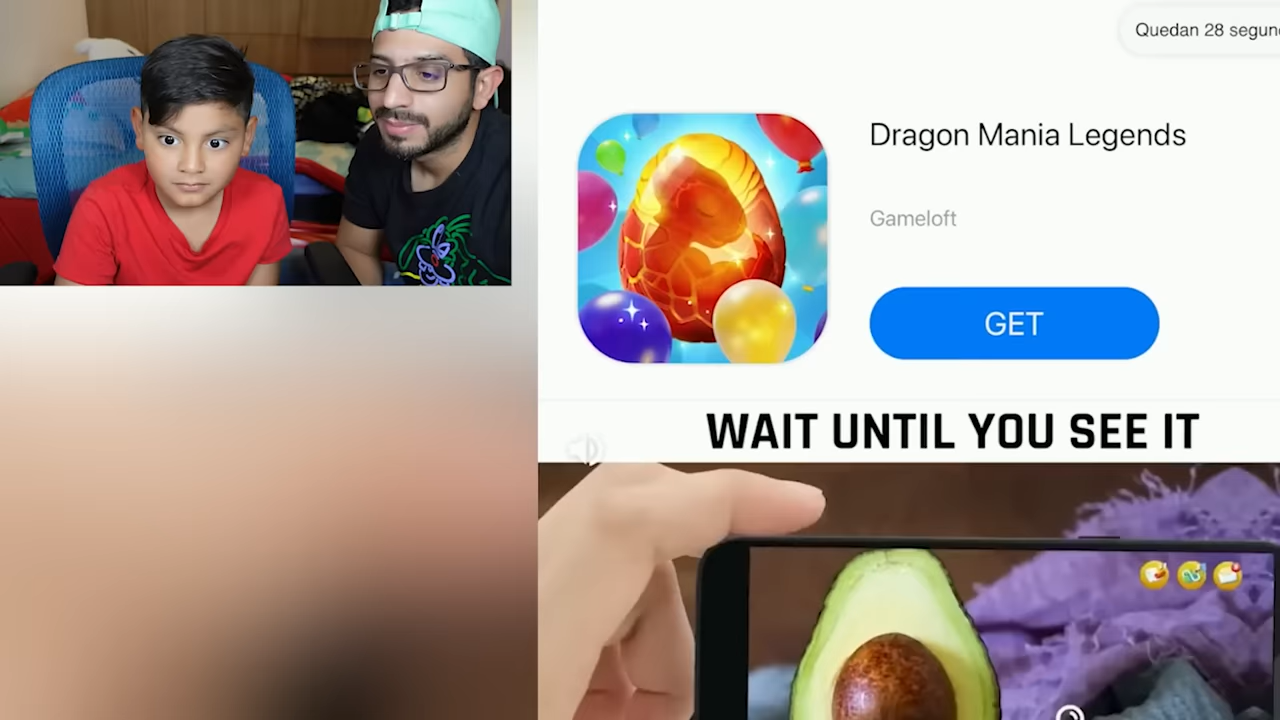 Quedan 28 segun
Dragon Mania Legends
Gameloft
GET
WAIT UNTIL YOU SEE IT